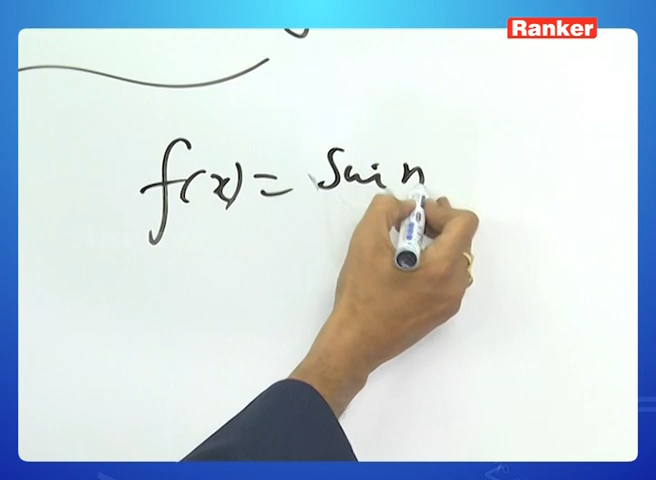 Ranker
f(x) = Sin